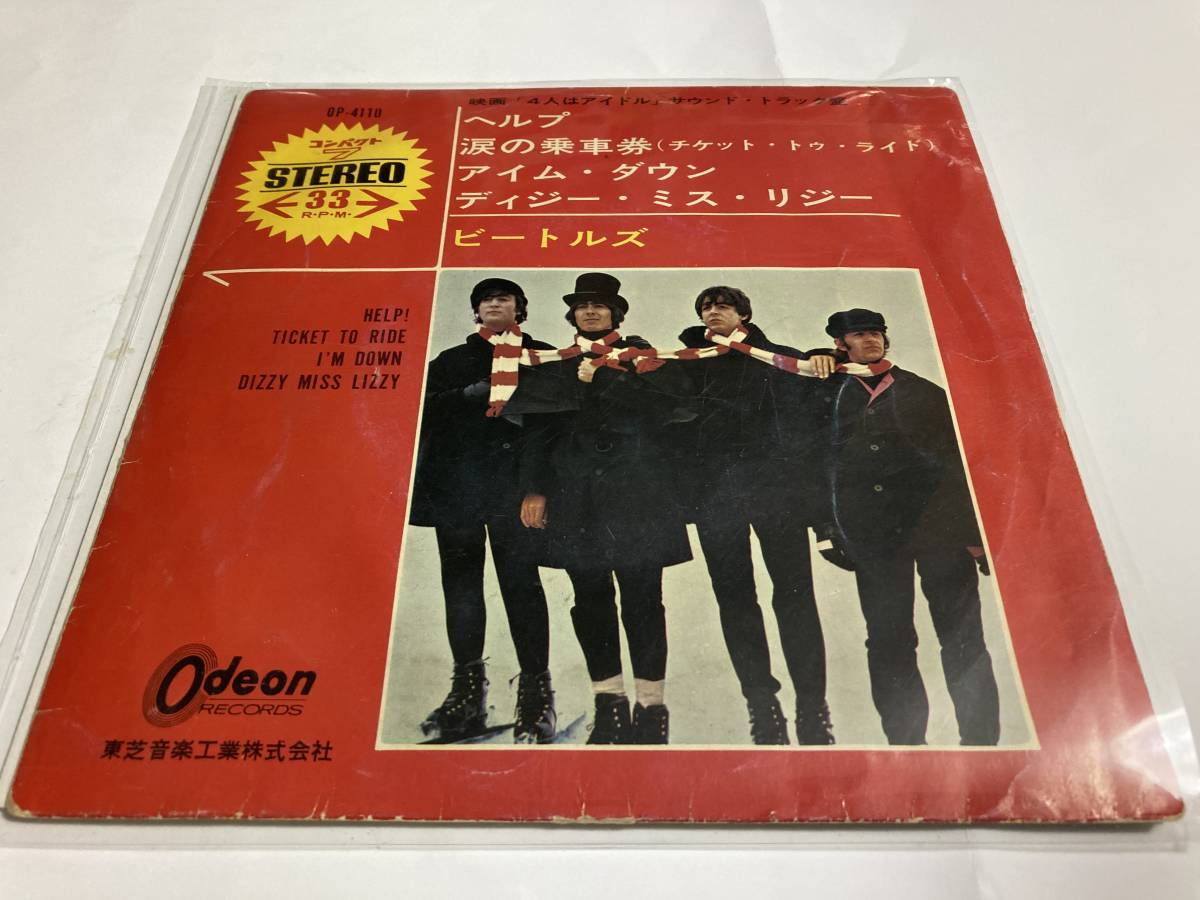 OP-4110
コンパクト
7
STEREO
33
R・P・M・
映画「4人はアイドル」サウンド・トラック盤
ヘルプ
涙の乗車券(チケット・トゥ・ライド)
アイム・ダウン
ディジー・ミス・リジー
ビートルズ
HELP!
TICKET TO RIDE
I'M DOWN
DIZZY MISS LIZZY
Odeon
RECORDS
東芝音楽工業株式会社